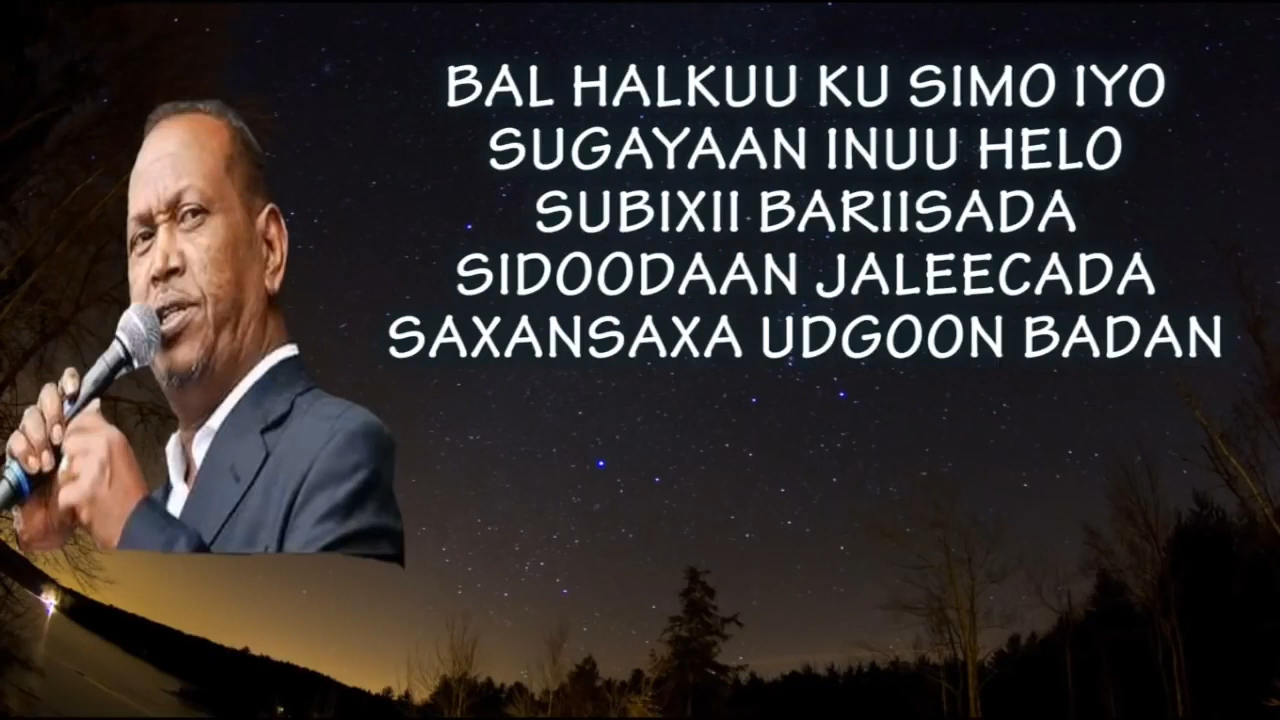 BAL HALKUU KU SIMO IYO
SUGAYAAN INUU HELO
SUBIXII BARIISADA
SIDOODAAN JALEECADA
SAXANSAXA UDGOON BADAN